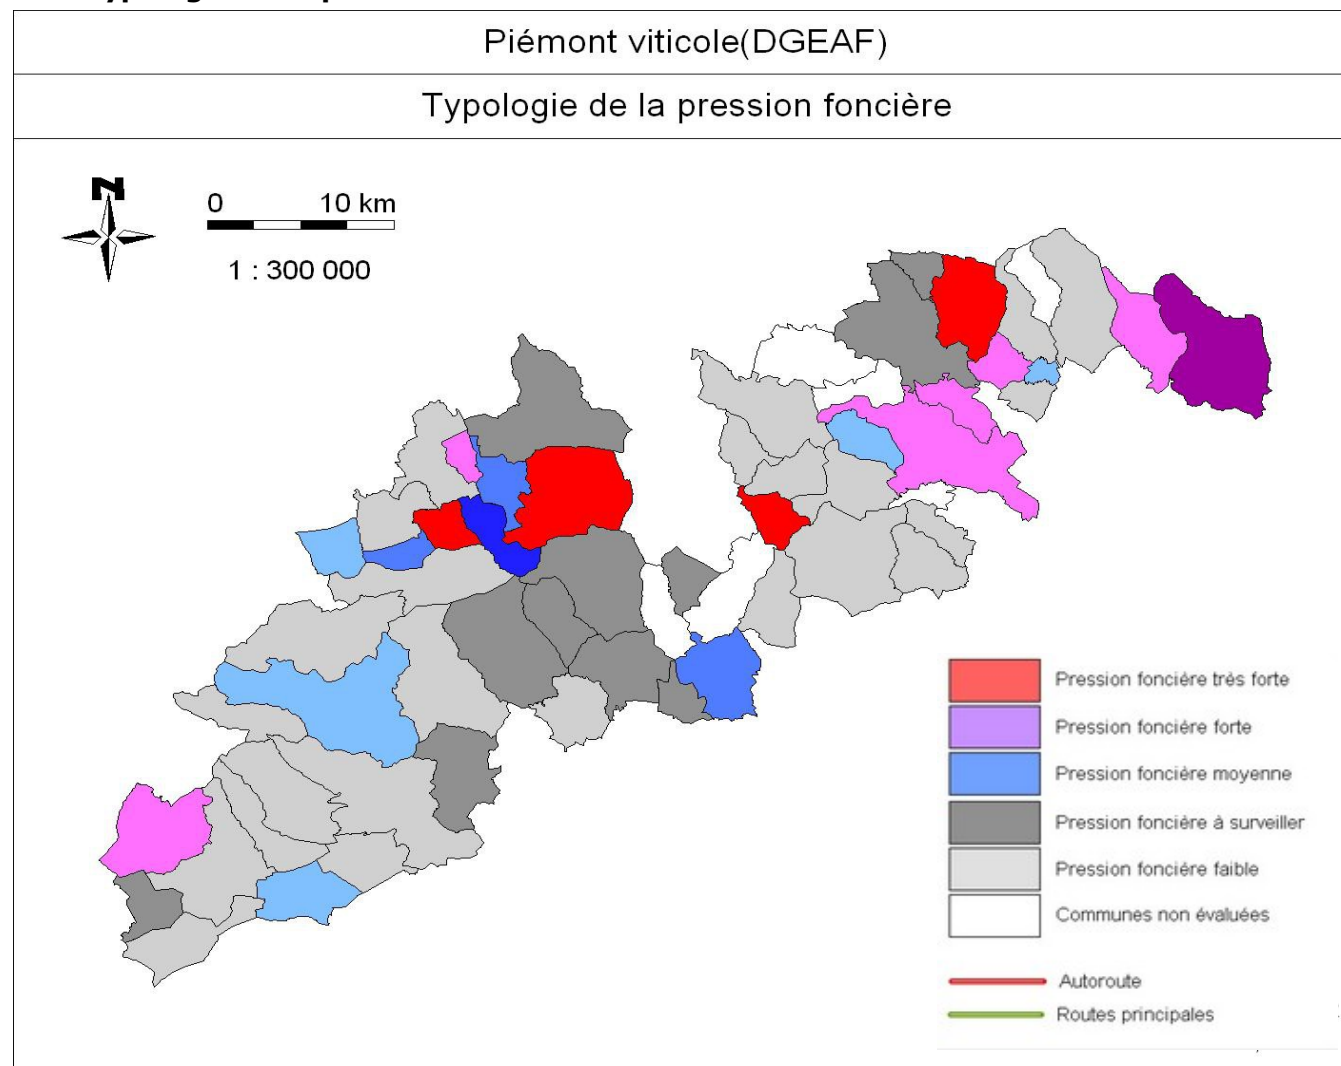 Piémont viticole(DGEAF)
Typologie de la pression foncière
N
0 10 km
1 : 300 000
Pression foncière très forte
Pression foncière forte
Pression foncière moyenne
Pression foncière à surveiller
Pression foncière faible
Communes non évaluées
Autoroute
Routes principales